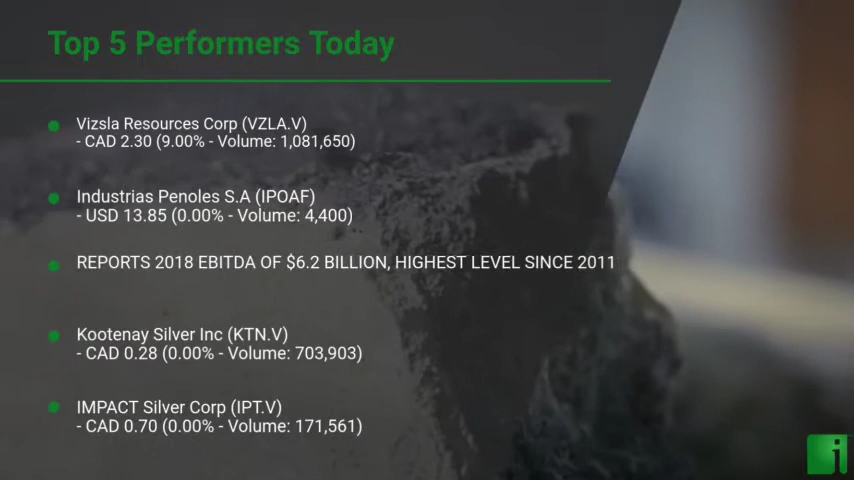 Top 5 Performers Today
Vizsla Resources Corp (VZLA.V)
- CAD 2.30 (9.00% - Volume: 1,081,650)
Industrias Penoles S.A (IPOAF)
- USD 13.85 (0.00% - Volume: 4,400)
REPORTS 2018 EBITDA OF $6.2 BILLION, HIGHEST LEVEL SINCE 2011
Kootenay Silver Inc (KTN.V)
- CAD 0.28 (0.00% - Volume: 703,903)
IMPACT Silver Corp (IPT.V)
- CAD 0.70 (0.00% - Volume: 171,561)
i